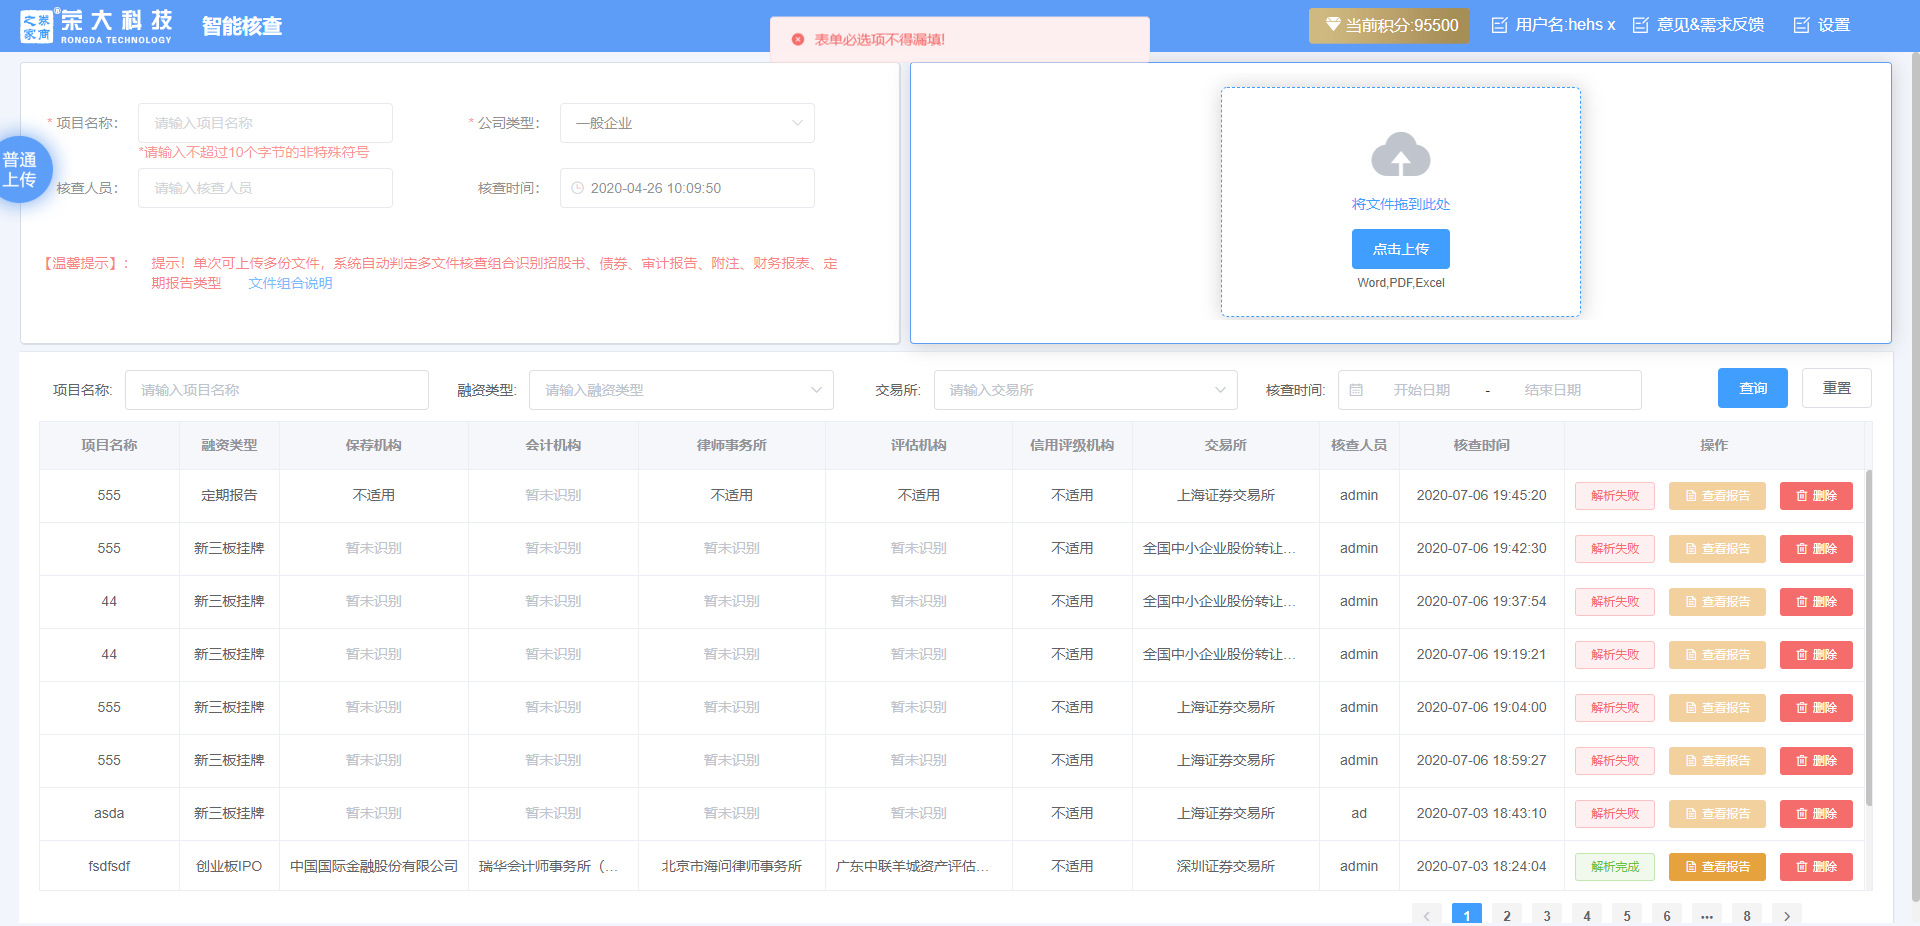 之券
家商
®
荣大科技
RONGDA TECHNOLOGY
智能核查
表单必选项不得漏填!
当前积分:95500
用户名:hehs x
意见&需求反馈
设置
* 项目名称:
请输入项目名称
* 公司类型:
一般企业
*请输入不超过10个字节的非特殊符号
普通
上传
核查人员:
请输入核查人员
核查时间:
2020-04-26 10:09:50
【温馨提示】:
提示！单次可上传多份文件，系统自动判定多文件核查组合识别招股书、债券、审计报告、附注、财务报表、定
期报告类型 文件组合说明
将文件拖到此处
点击上传
Word,PDF,Excel
项目名称: 请输入项目名称 融资类型: 请输入融资类型 交易所: 请输入交易所 核查时间: 开始日期 - 结束日期 查询 重置
项目名称 融资类型 保荐机构 会计机构 律师事务所 评估机构 信用评级机构 交易所 核查人员 核查时间 操作
555 定期报告 不适用 暂未识别 不适用 不适用 不适用 上海证券交易所 admin 2020-07-06 19:45:20 解析失败 查看报告 删除
555 新三板挂牌 暂未识别 暂未识别 暂未识别 暂未识别 不适用 全国中小企业股份转让... admin 2020-07-06 19:42:30 解析失败 查看报告 删除
44 新三板挂牌 暂未识别 暂未识别 暂未识别 暂未识别 不适用 全国中小企业股份转让... admin 2020-07-06 19:37:54 解析失败 查看报告 删除
44 新三板挂牌 暂未识别 暂未识别 暂未识别 暂未识别 不适用 全国中小企业股份转让... admin 2020-07-06 19:19:21 解析失败 查看报告 删除
555 新三板挂牌 暂未识别 暂未识别 暂未识别 暂未识别 不适用 上海证券交易所 admin 2020-07-06 19:04:00 解析失败 查看报告 删除
555 新三板挂牌 暂未识别 暂未识别 暂未识别 暂未识别 不适用 上海证券交易所 admin 2020-07-06 18:59:27 解析失败 查看报告 删除
asda 新三板挂牌 暂未识别 暂未识别 暂未识别 暂未识别 不适用 上海证券交易所 ad 2020-07-03 18:43:10 解析失败 查看报告 删除
fsdfsdf 创业板IPO 中国国际金融股份有限公司 瑞华会计师事务所（... 北京市海问律师事务所 广东中联羊城资产评估... 不适用 深圳证券交易所 admin 2020-07-03 18:24:04 解析完成 查看报告 删除
1 2 3 4 5 6 ... 8